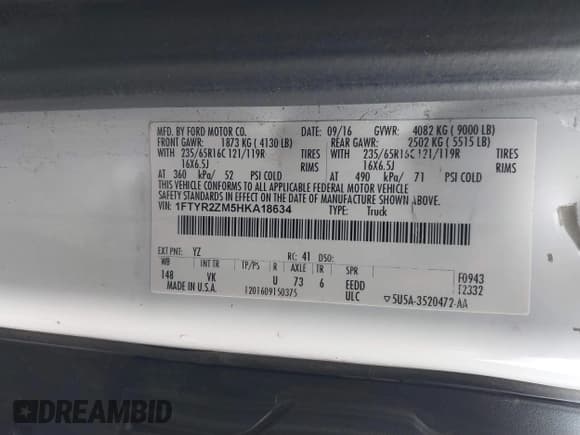 MFD. BY FORD MOTOR CO. DATE: 09/16 GVWR: 4082 KG ( 9000 LB)
FRONT GAWR: 1873 KG ( 4130 LB) REAR GAWR: 2502 KG ( 5515 LB)
235/65R16C 121/119R TIRES 235/65R16C 121/119R TIRES
16X6.5J RIMS 16X6.5J RIMS
AT 360 kPa/ 52 PSI COLD AT 490 kPa/ 71 PSI COLD
THIS VEHICLE CONFORMS TO ALL APPLICABLE FEDERAL MOTOR VEHICLE
SAFETY STANDARDS IN EFFECT ON THE DATE OF MANUFACTURE SHOWN ABOVE.
VIN: 1FTYR2ZM5HKA18634 TYPE: Truck
EXT PNT: YZ RC: 41 DSO:
WB INT TR TP/PS R AXLE TR SPR F0943
148 VK U 73 6 EEDD T2332
MADE IN U.S.A. T201609150375 ULC 5U5A-3520472-AA
DREAMBID